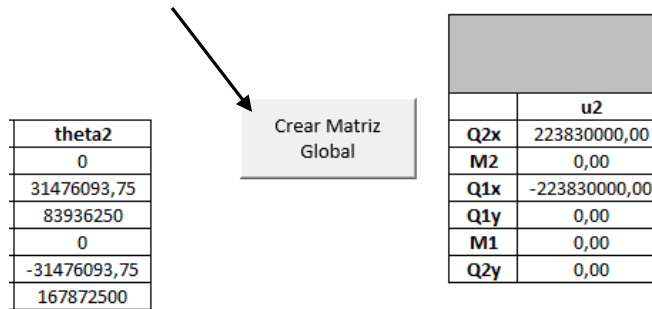 theta2
0
31476093,75
83936250
0
-31476093,75
167872500
Crear Matriz
Global
u2
Q2x 223830000,00
M2 0,00
Q1x -223830000,00
Q1y 0,00
M1 0,00
Q2y 0,00